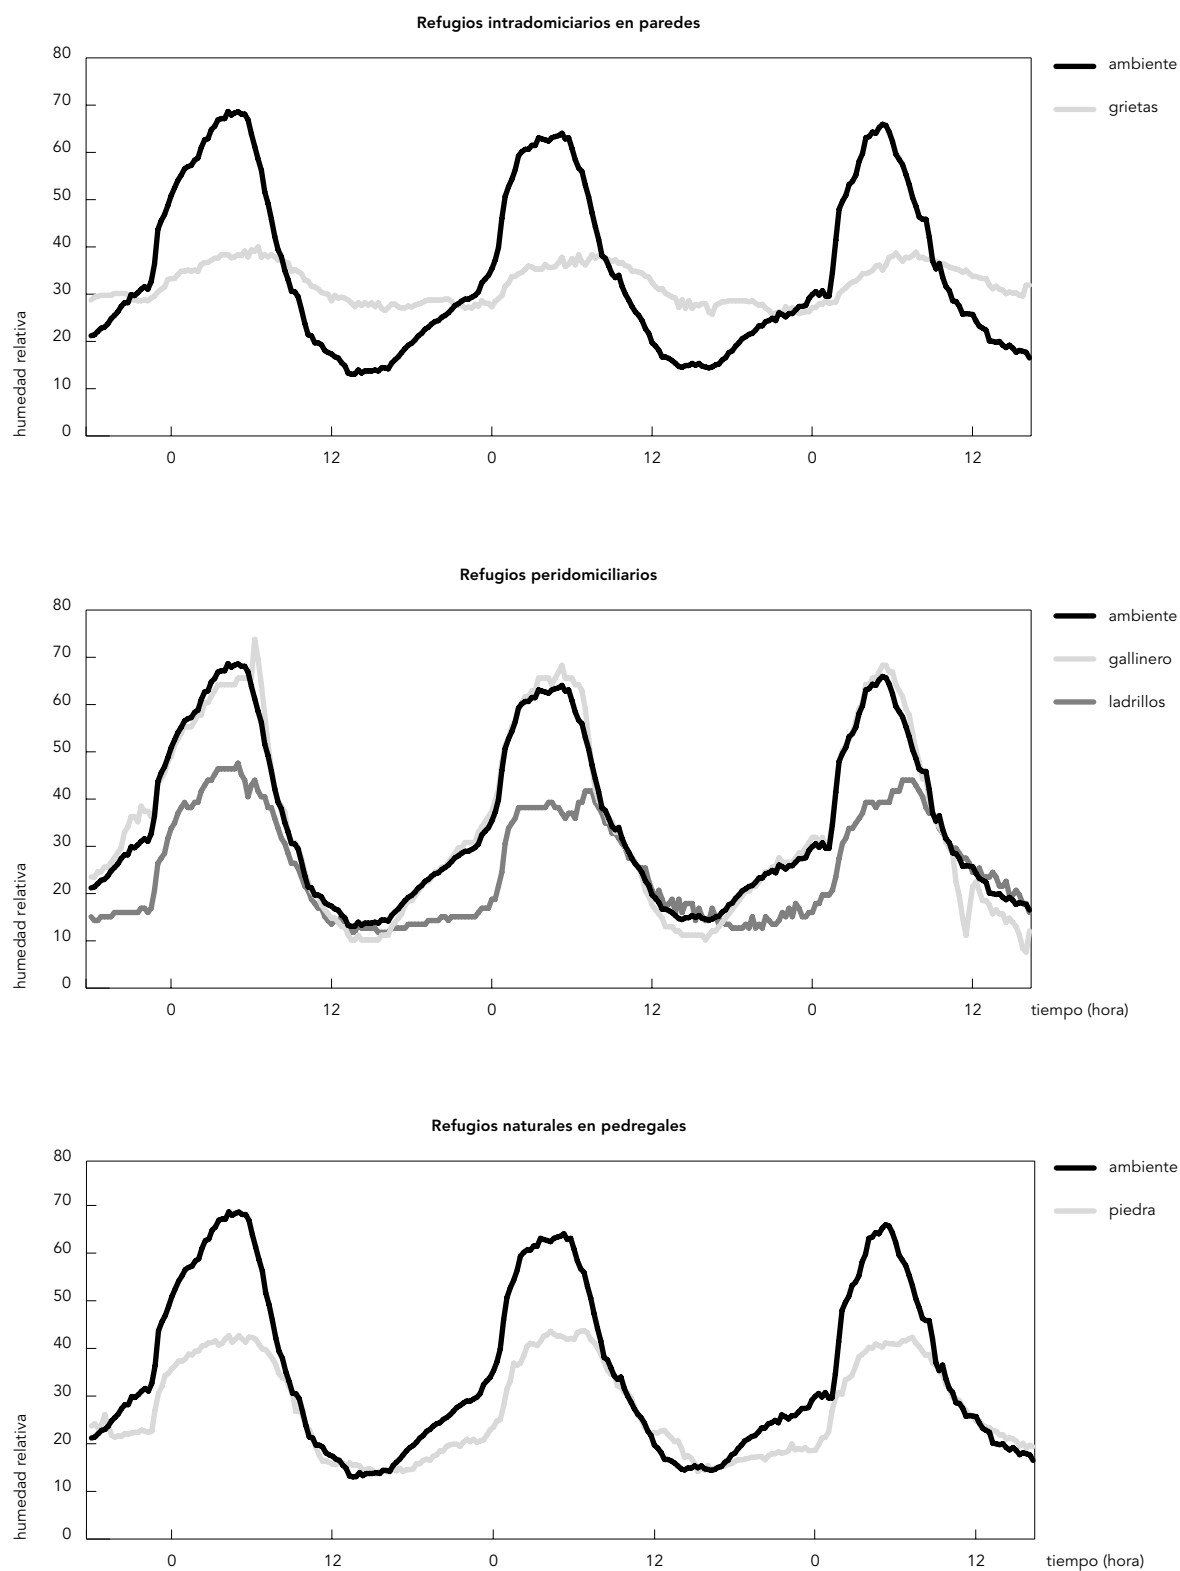 Refugios intradomiciarios en paredes
80
70
60
50
40
30
20
10
0
humedad relativa
0 12 0 12 0 12
ambiente
grietas
Refugios peridomiciliarios
80
70
60
50
40
30
20
10
0
humedad relativa
0 12 0 12 0 12 tiempo (hora)
ambiente
gallinero
ladrillos
Refugios naturales en pedregales
80
70
60
50
40
30
20
10
0
humedad relativa
0 12 0 12 0 12 tiempo (hora)
ambiente
piedra